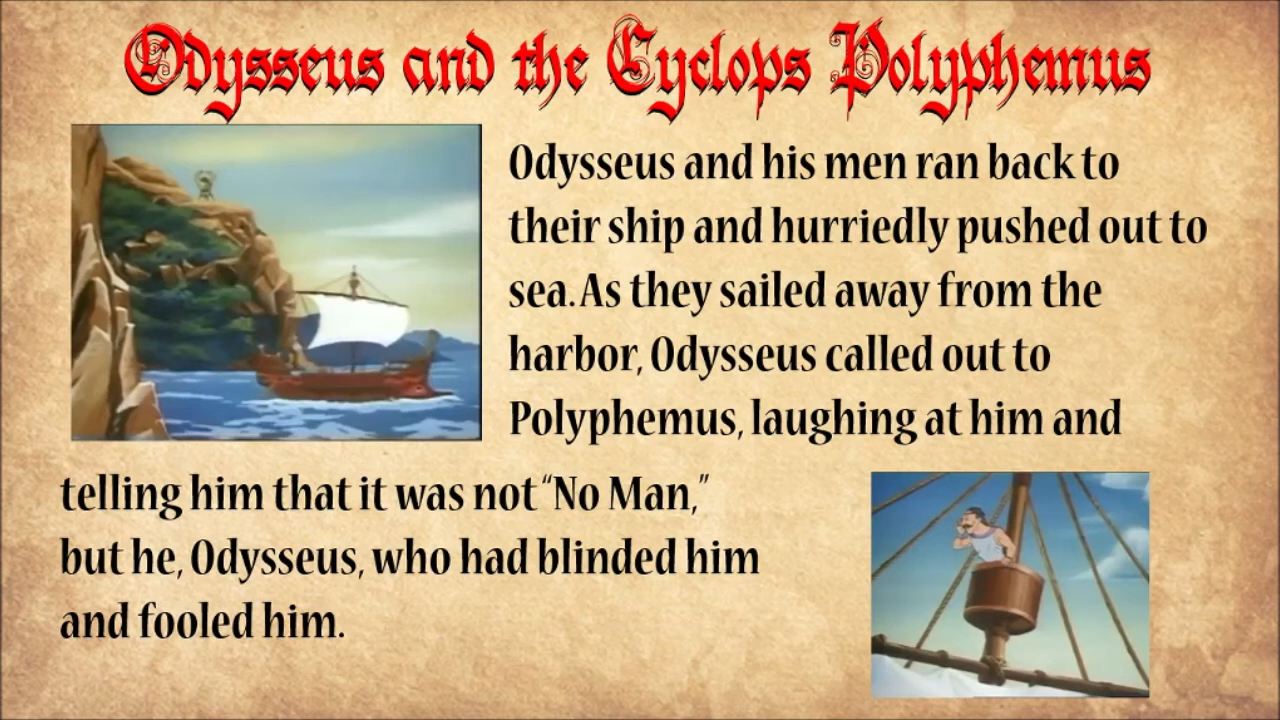 Odysseus and the Cyclops Polyphemus
Odysseus and his men ran back to
their ship and hurriedly pushed out to
sea. As they sailed away from the
harbor, Odysseus called out to
Polyphemus, laughing at him and
telling him that it was not “No Man,”
but he, Odysseus, who had blinded him
and fooled him.